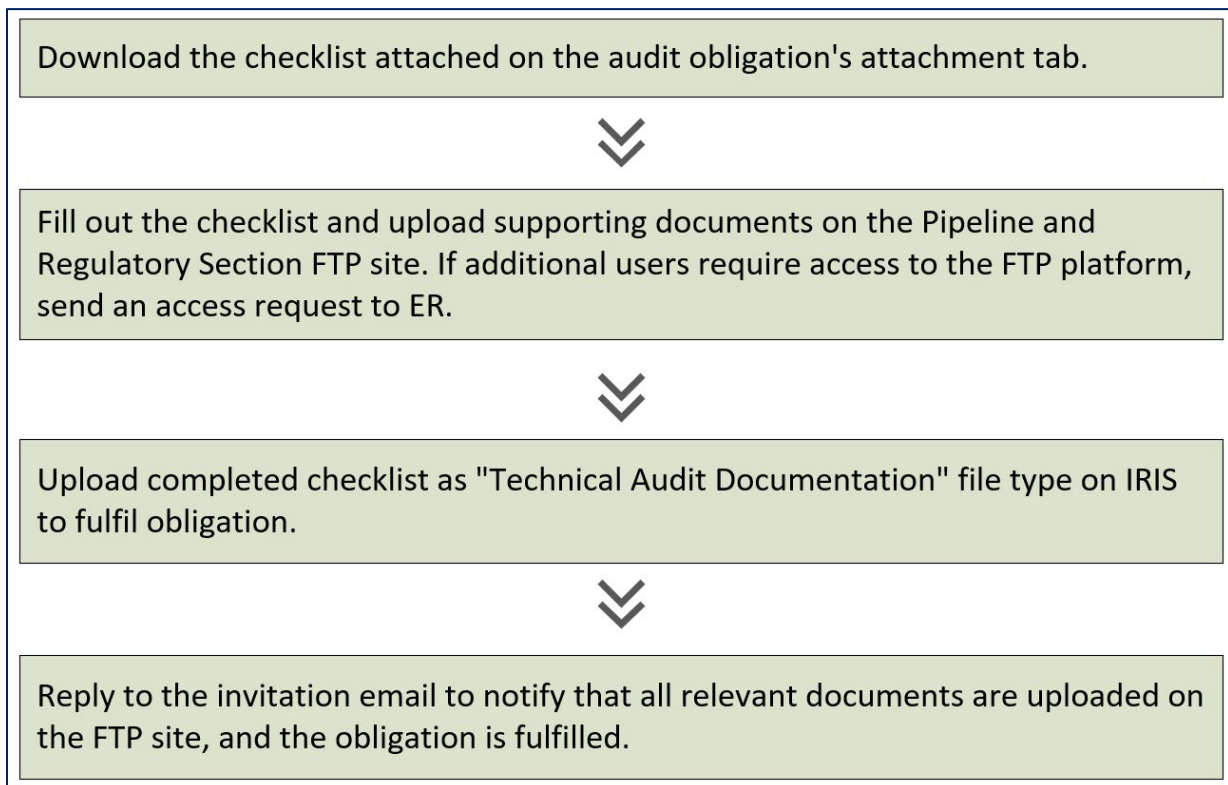 Download the checklist attached on the audit obligation's attachment tab.
Fill out the checklist and upload supporting documents on the Pipeline and
Regulatory Section FTP site. If additional users require access to the FTP platform,
send an access request to ER.
Upload completed checklist as "Technical Audit Documentation" file type on IRIS
to fulfil obligation.
Reply to the invitation email to notify that all relevant documents are uploaded on
the FTP site, and the obligation is fulfilled.